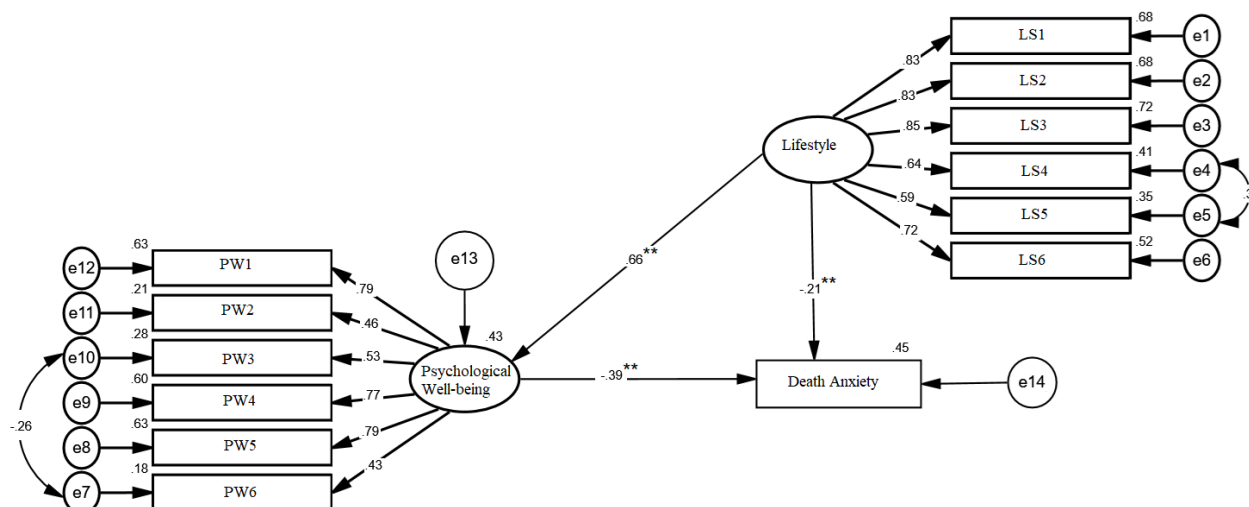 .68
LS1
e1
.83
.68
LS2
e2
.83
.72
LS3
e3
.85
Lifestyle
.41
LS4
e4
.64
.35
LS5
e5
.59
.52
LS6
e6
.72
.66**
-.21**
.63
e12
PW1
.79
e13
.21
e11
PW2
.46
.28
e10
PW3
.53
.43
Psychological
Well-being
.60
e9
PW4
.77
-.39**
.45
Death Anxiety
e14
-.26
.63
e8
PW5
.79
.18
e7
PW6
.43